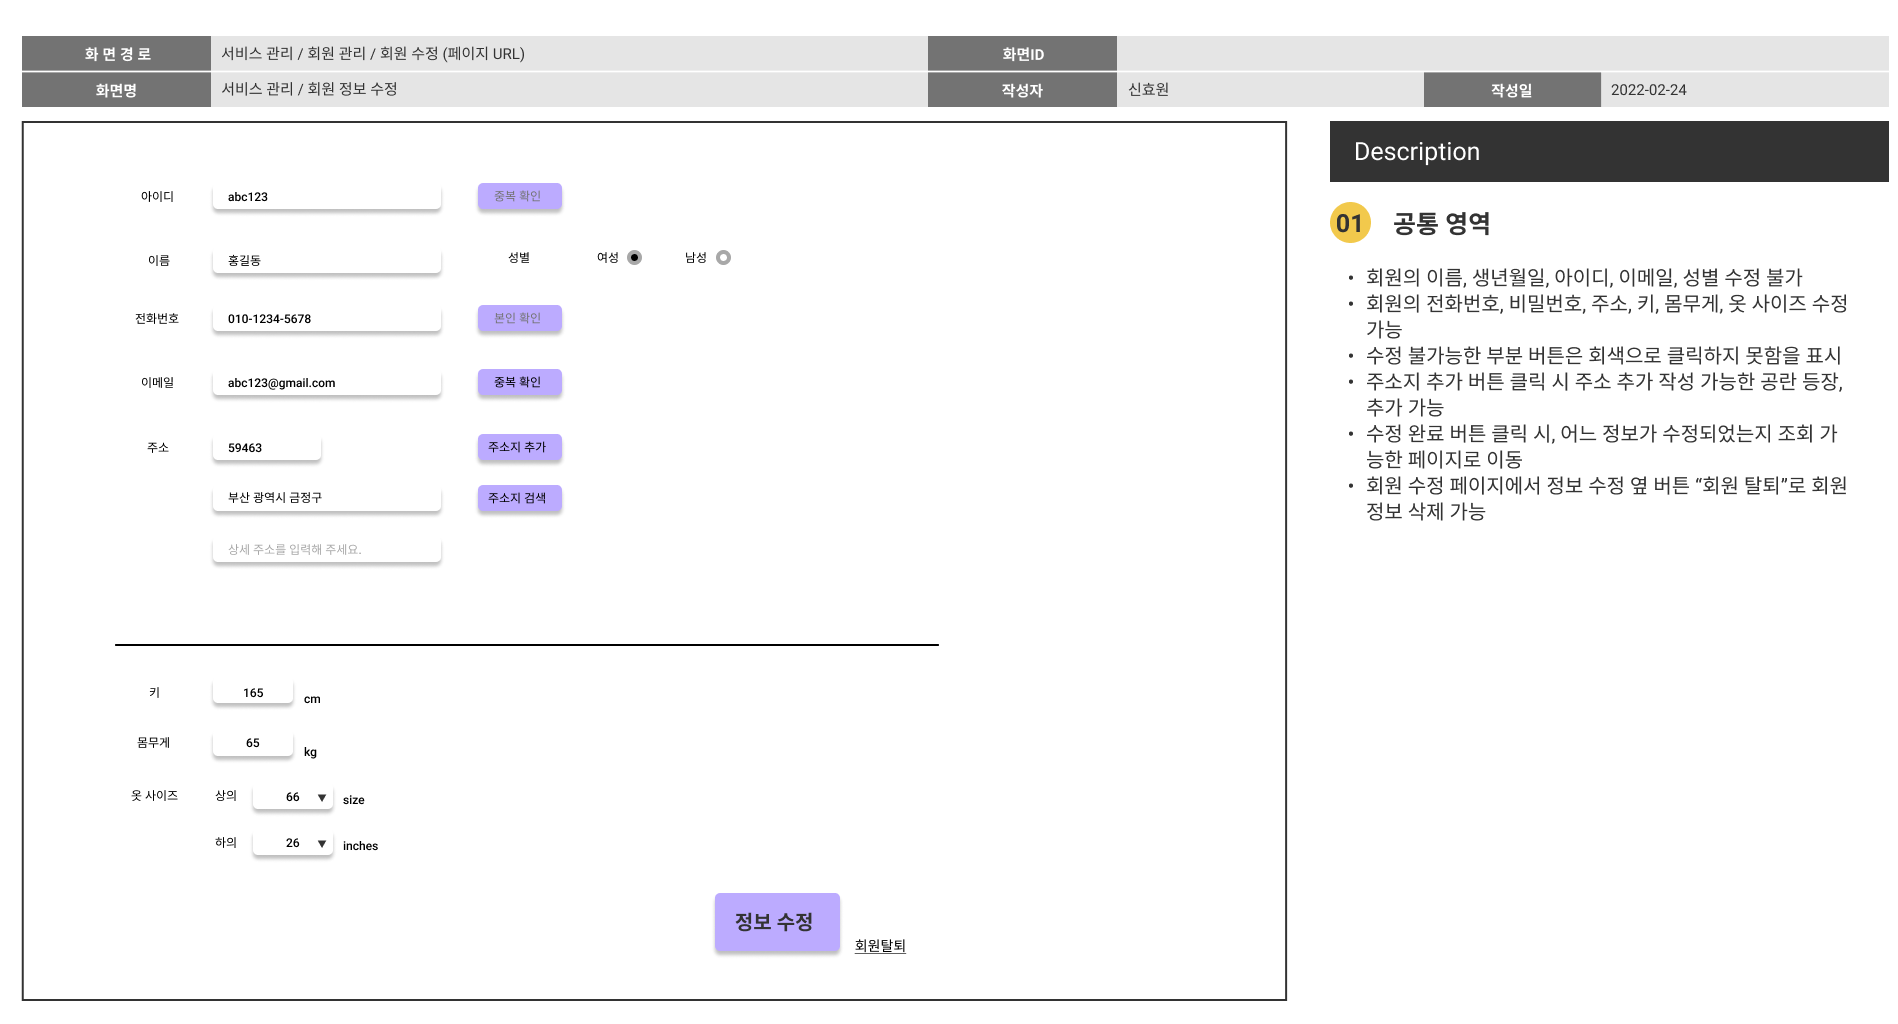 화 면 경 로 서비스 관리 / 회원 관리 / 회원 수정 (페이지 URL) 화면ID
화면명 서비스 관리 / 회원 정보 수정 작성자 신효원 작성일 2022-02-24
아이디 abc123 중복 확인
이름 홍길동 성별 여성 남성
전화번호 010-1234-5678 본인 확인
이메일 abc123@gmail.com 중복 확인
주소 59463 주소지 추가
부산 광역시 금정구 주소지 검색
상세 주소를 입력해 주세요.
키 165 cm
몸무게 65 kg
옷 사이즈 상의 66 ▼ size
하의 26 ▼ inches
정보 수정 회원탈퇴
Description
01 공통 영역
• 회원의 이름, 생년월일, 아이디, 이메일, 성별 수정 불가
• 회원의 전화번호, 비밀번호, 주소, 키, 몸무게, 옷 사이즈 수정
가능
• 수정 불가능한 부분 버튼은 회색으로 클릭하지 못함을 표시
• 주소지 추가 버튼 클릭 시 주소 추가 작성 가능한 공란 등장,
추가 가능
• 수정 완료 버튼 클릭 시, 어느 정보가 수정되었는지 조회 가
능한 페이지로 이동
• 회원 수정 페이지에서 정보 수정 옆 버튼 “회원 탈퇴”로 회원
정보 삭제 가능